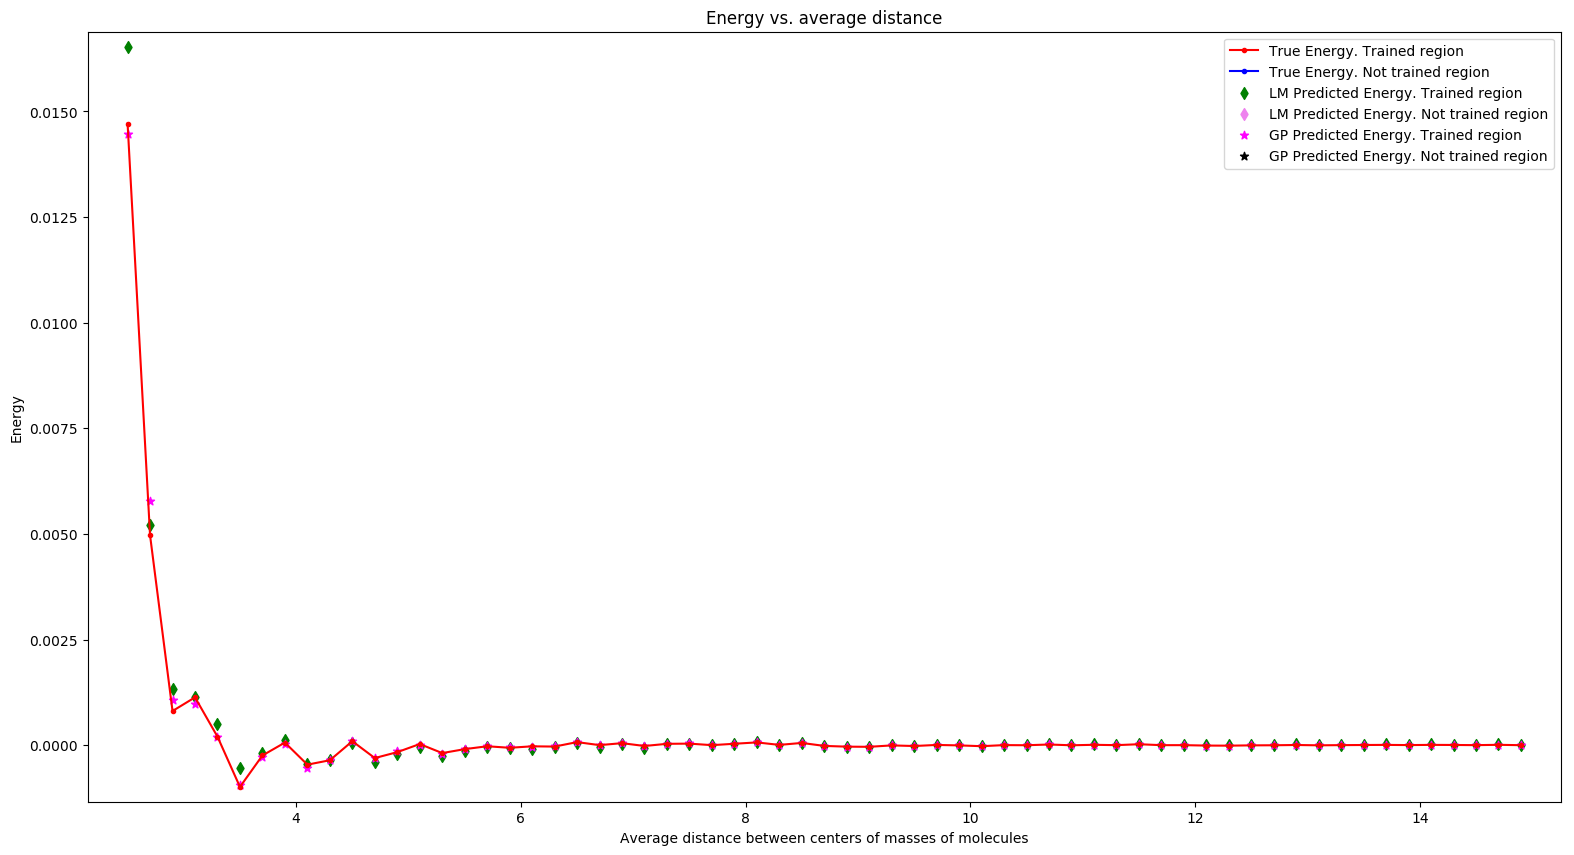 Energy vs. average distance
True Energy. Trained region
True Energy. Not trained region
LM Predicted Energy. Trained region
LM Predicted Energy. Not trained region
GP Predicted Energy. Trained region
GP Predicted Energy. Not trained region
0.0150
0.0125
0.0100
0.0075
0.0050
0.0025
0.0000
Energy
4 6 8 10 12 14
Average distance between centers of masses of molecules